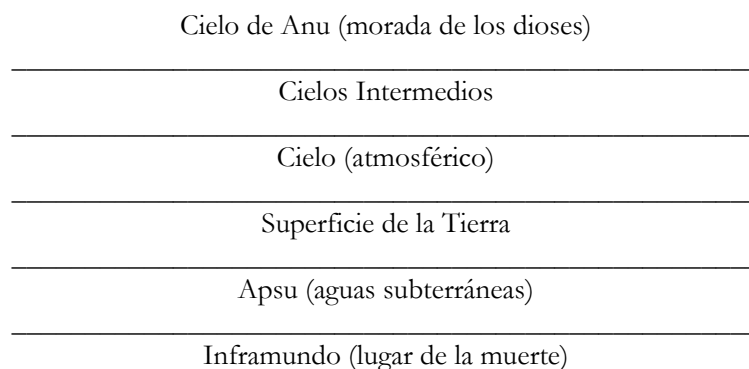 Cielo de Anu (morada de los dioses)
Cielos Intermedios
Cielo (atmosférico)
Superficie de la Tierra
Apsu (aguas subterráneas)
Inframundo (lugar de la muerte)